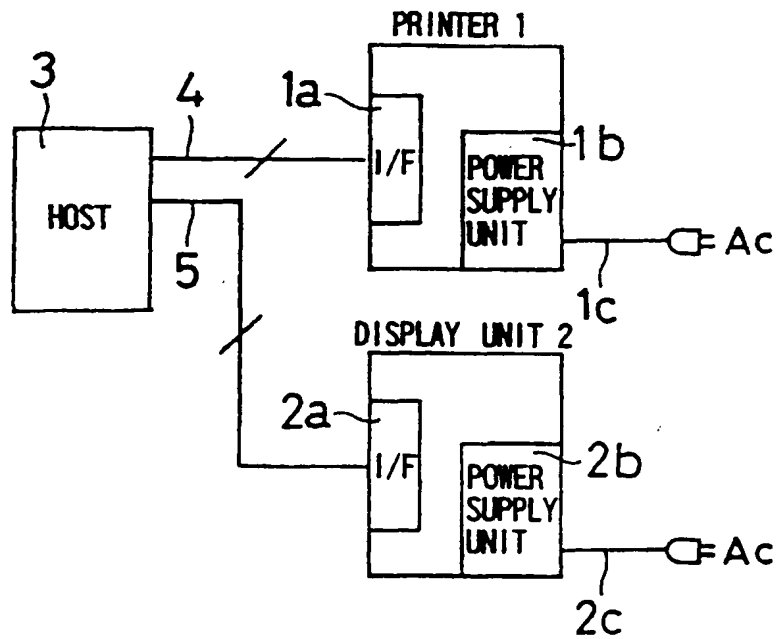 PRINTER 1
3
4
1a
I/F
1b
POWER
SUPPLY
UNIT
HOST
5
Ac
1c
DISPLAY UNIT 2
2a
I/F
2b
POWER
SUPPLY
UNIT
Ac
2c